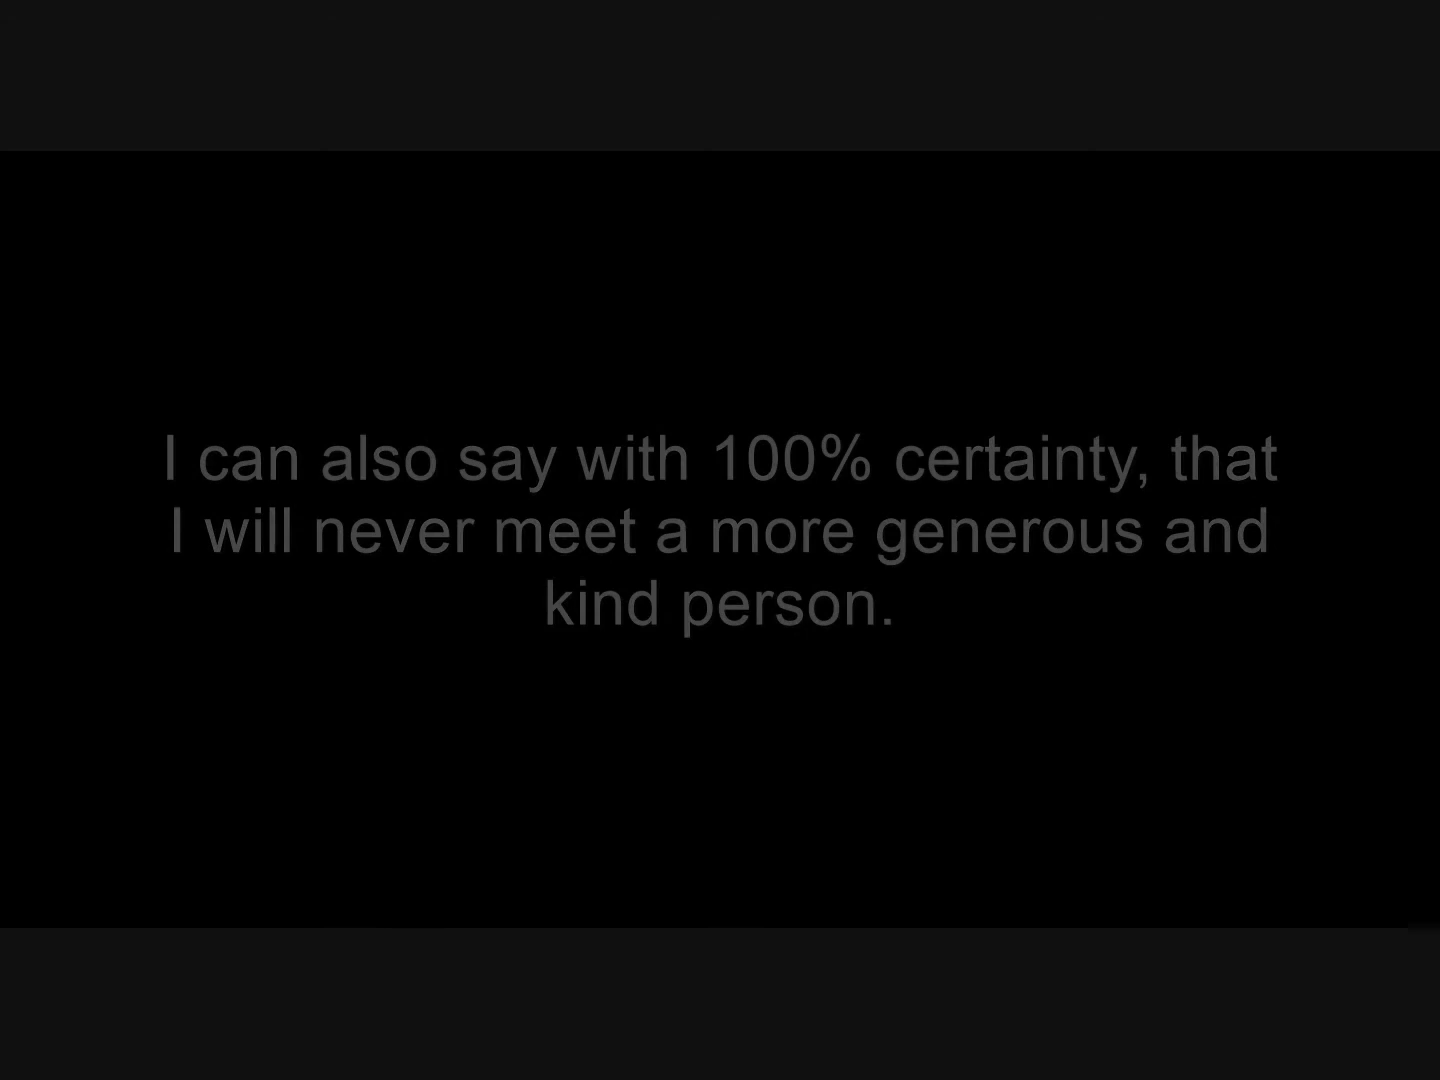 I can also say with 100% certainty, that
I will never meet a more generous and
kind person.